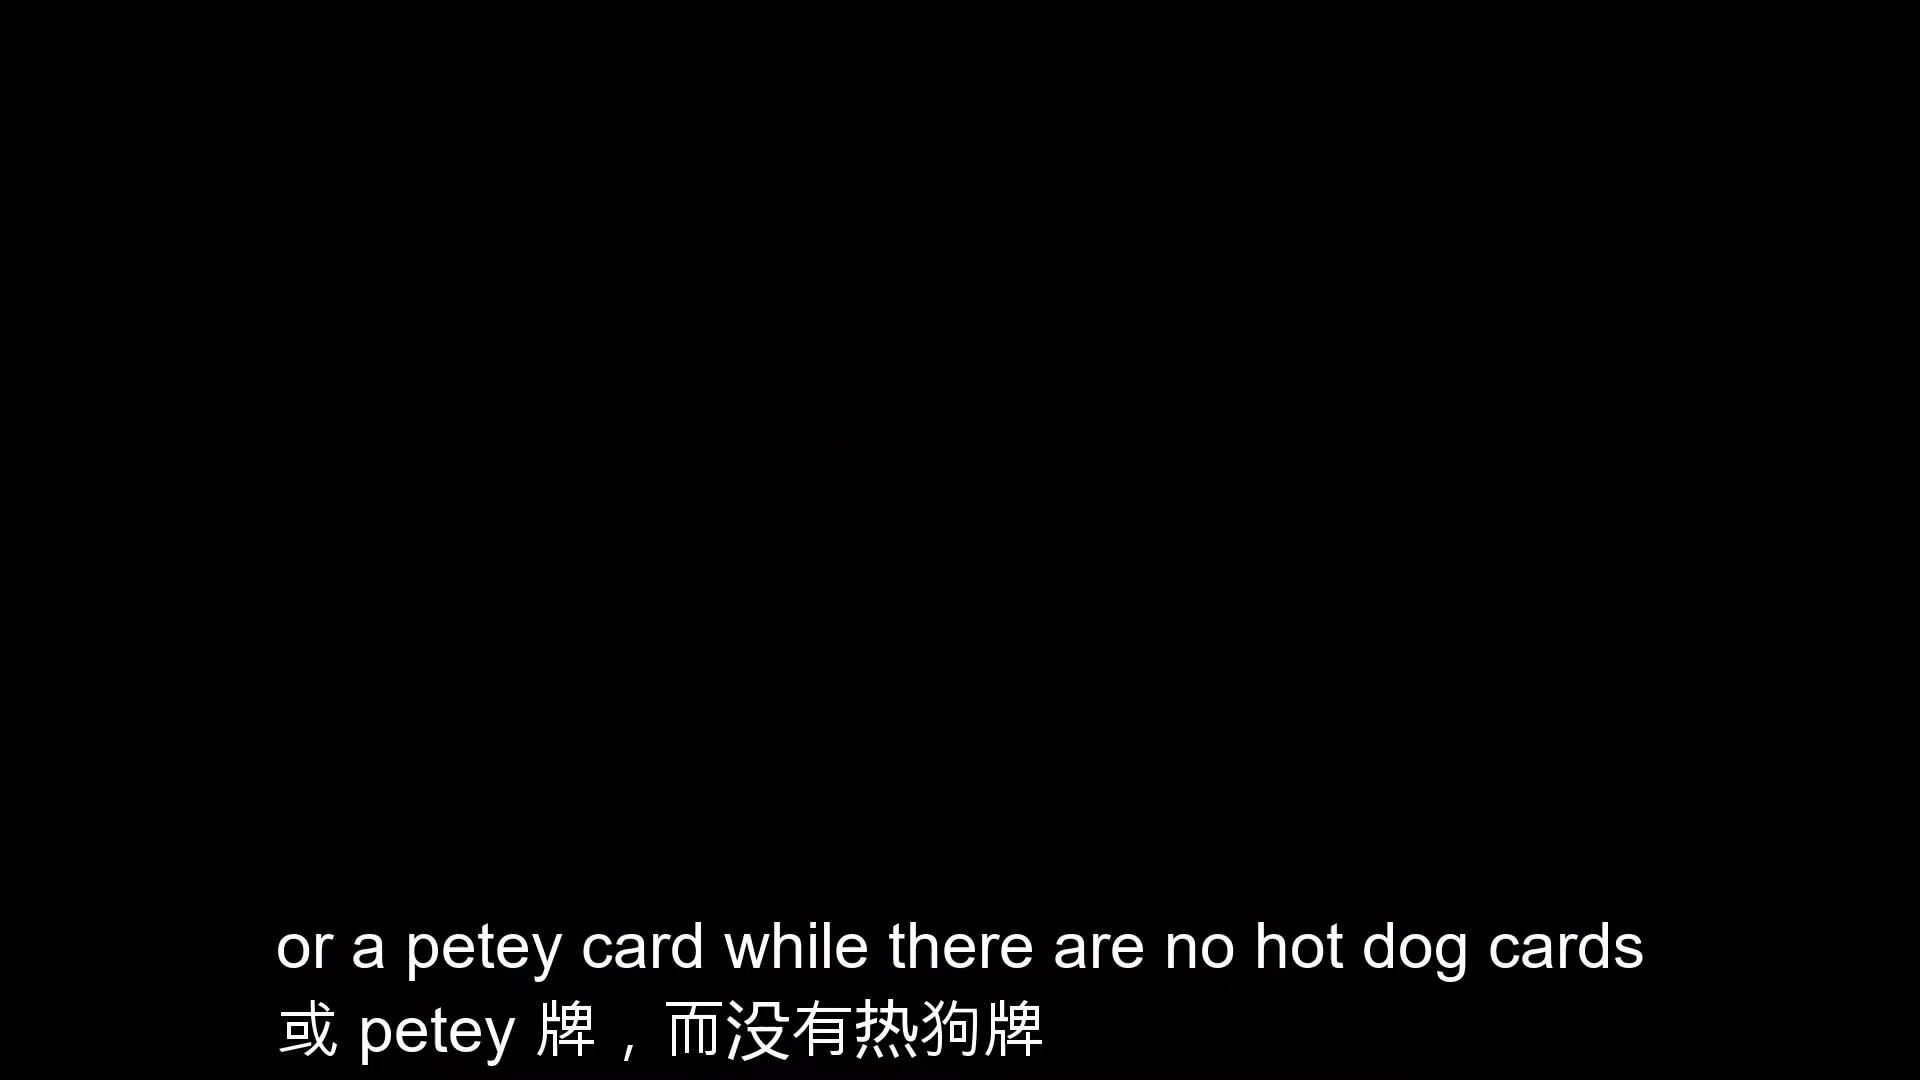 or a petey card while there are no hot dog cards
或 petey 牌，而没有热狗牌